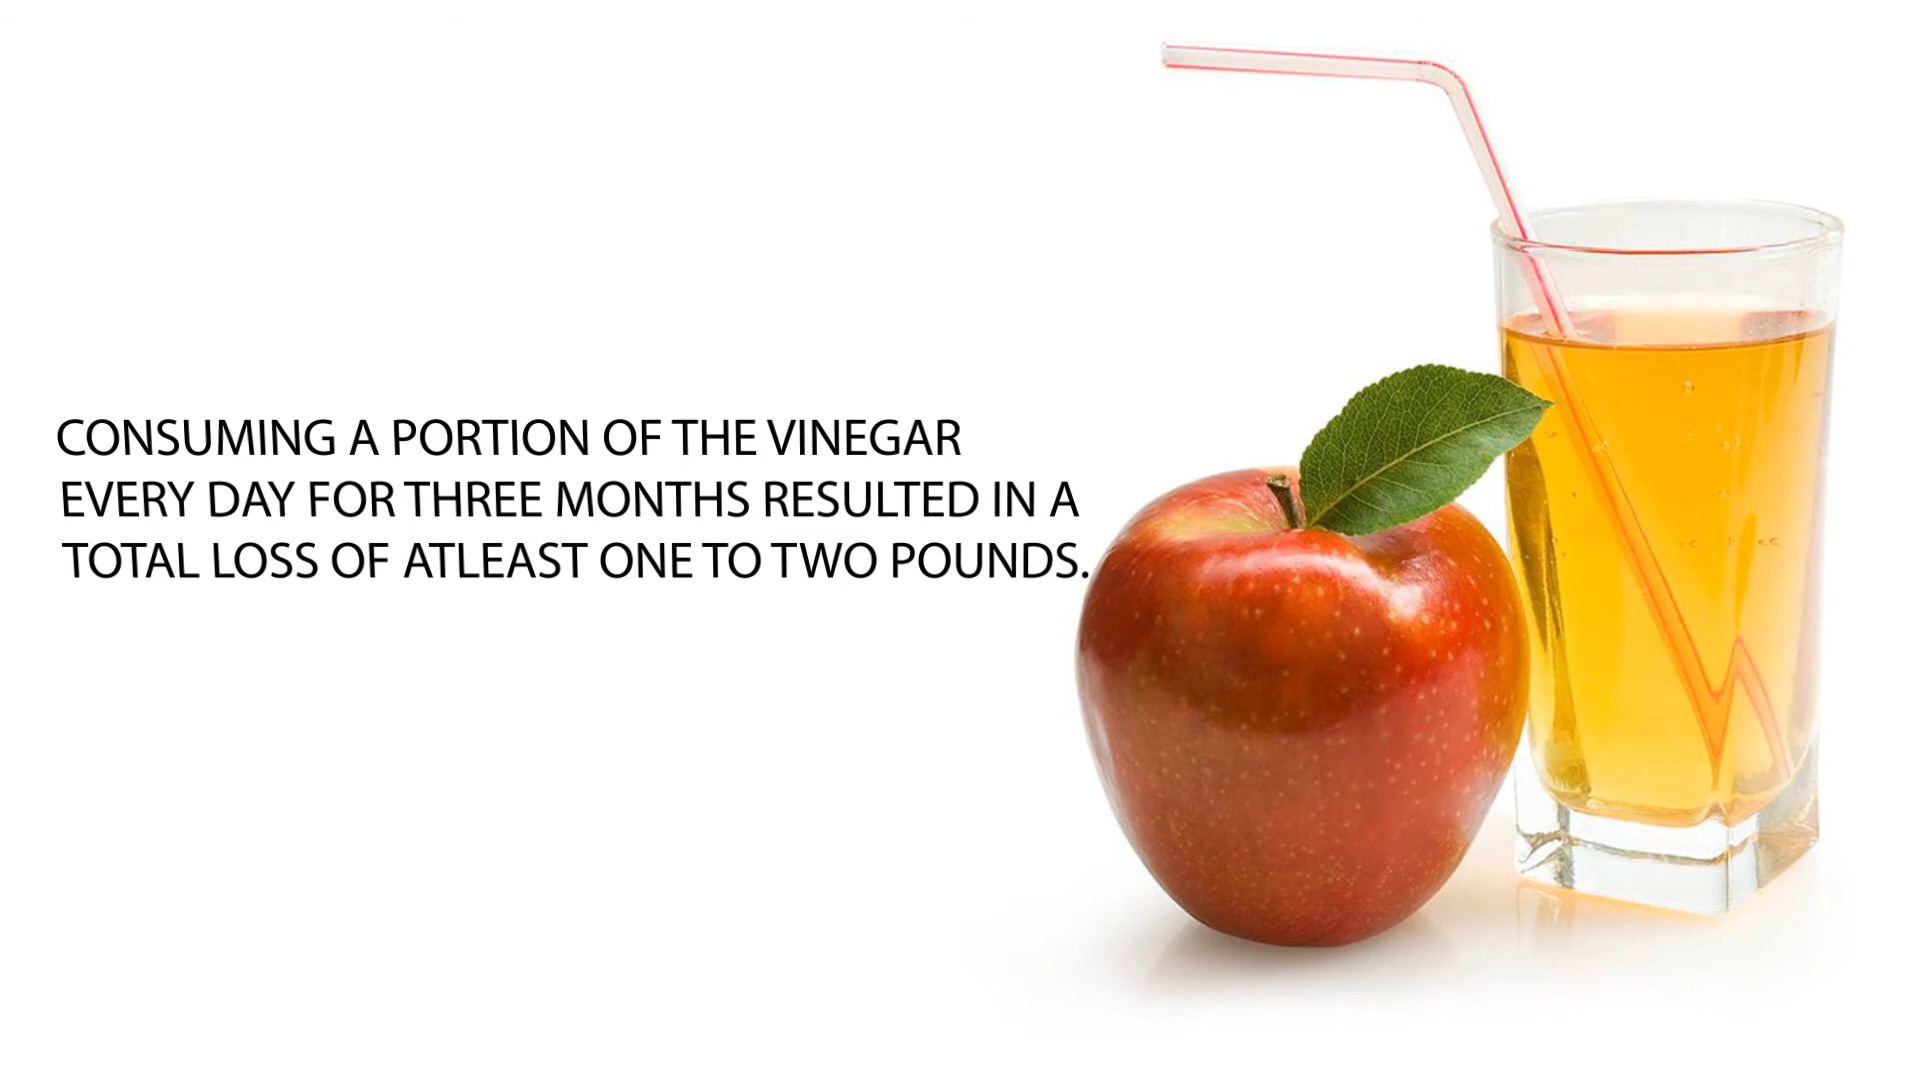 CONSUMING A PORTION OF THE VINEGAR
EVERY DAY FOR THREE MONTHS RESULTED IN A
TOTAL LOSS OF ATLEAST ONE TO TWO POUNDS.